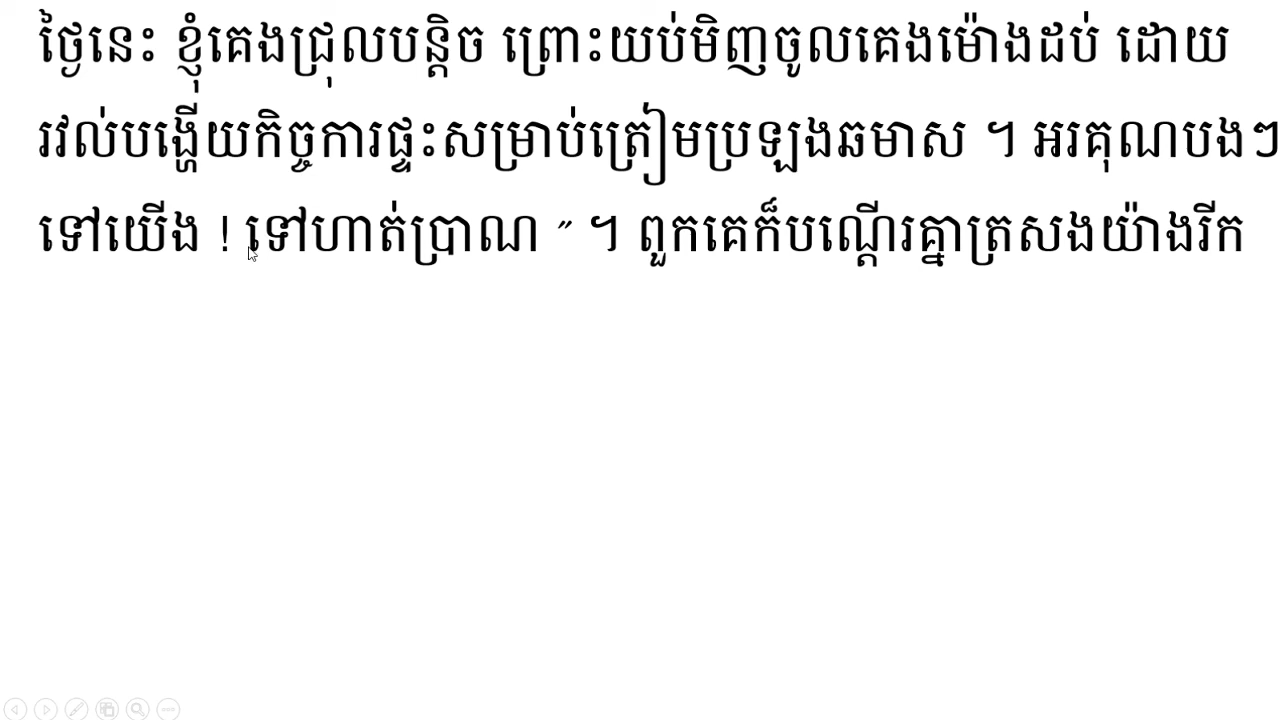 ថ្ងៃនេះ ខ្ញុំគេងជ្រុលបន្តិច ព្រោះយប់មិញចូលគេងម៉ោងដប់ ដោយ
រវល់បង្ហើយកិច្ចការផ្ទះសម្រាប់ត្រៀមប្រឡងឆមាស ។ អរគុណបងៗ
ទៅយើង ! ទៅហាត់ប្រាណ ˝ ។ ពួកគេក៏បណ្តើរគ្នាត្រសងយ៉ាងរីក